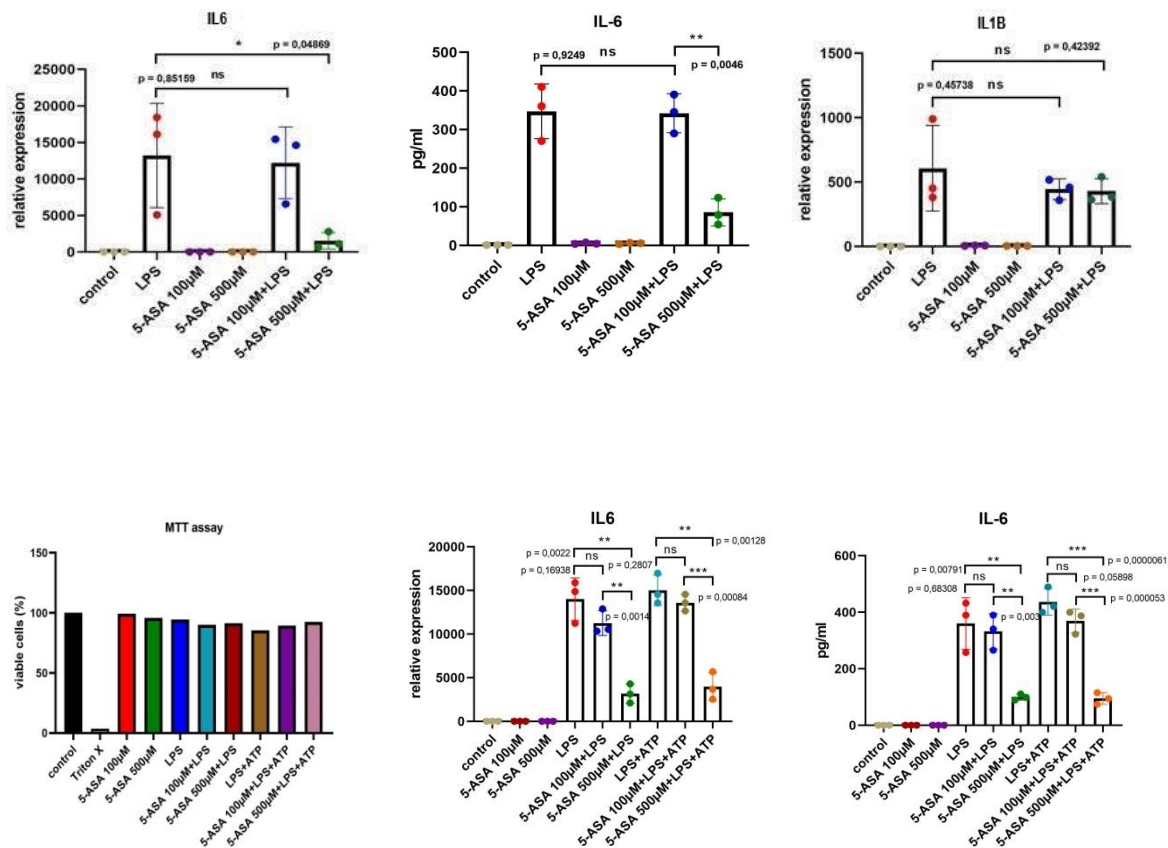 IL6
* p = 0,04869
p = 0,85159 ns
25000
20000
15000
10000
5000
0
relative expression
control
LPS
5-ASA 100µM
5-ASA 500µM
5-ASA 100µM+LPS
5-ASA 500µM+LPS
IL-6
**
p = 0,9249 ns
p = 0,0046
500
400
300
200
100
0
pg/ml
control
LPS
5-ASA 100µM
5-ASA 500µM
5-ASA 100µM+LPS
5-ASA 500µM+LPS
IL1B
ns p = 0,42392
p = 0,45738 ns
1500
1000
500
0
relative expression
control
LPS
5-ASA 100µM
5-ASA 500µM
5-ASA 100µM+LPS
5-ASA 500µM+LPS
MTT assay
150
100
50
0
viable cells (%)
control
Triton X
5-ASA 100µM
5-ASA 500µM
LPS
5-ASA 100µM+LPS
5-ASA 500µM+LPS
LPS+ATP
5-ASA 100µM+LPS+ATP
5-ASA 500µM+LPS+ATP
IL6
** **
p = 0,0022 p = 0,00128
ns ns
p = 0,16938 p = 0,2807
** ***
p = 0,00084
p = 0,0014
20000
15000
10000
5000
0
relative expression
control
5-ASA 100µM
5-ASA 500µM
LPS
5-ASA 100µM+LPS
5-ASA 500µM+LPS
LPS+ATP
5-ASA 100µM+LPS+ATP
5-ASA 500µM+LPS+ATP
IL-6
** ***
p = 0,00791 p = 0,0000061
ns ns
p = 0,68308 p = 0,05898
** ***
p = 0,003 p = 0,000053
600
400
200
0
pg/ml
control
5-ASA 100µM
5-ASA 500µM
LPS
5-ASA 100µM+LPS
5-ASA 500µM+LPS
LPS+ATP
5-ASA 100µM+LPS+ATP
5-ASA 500µM+LPS+ATP